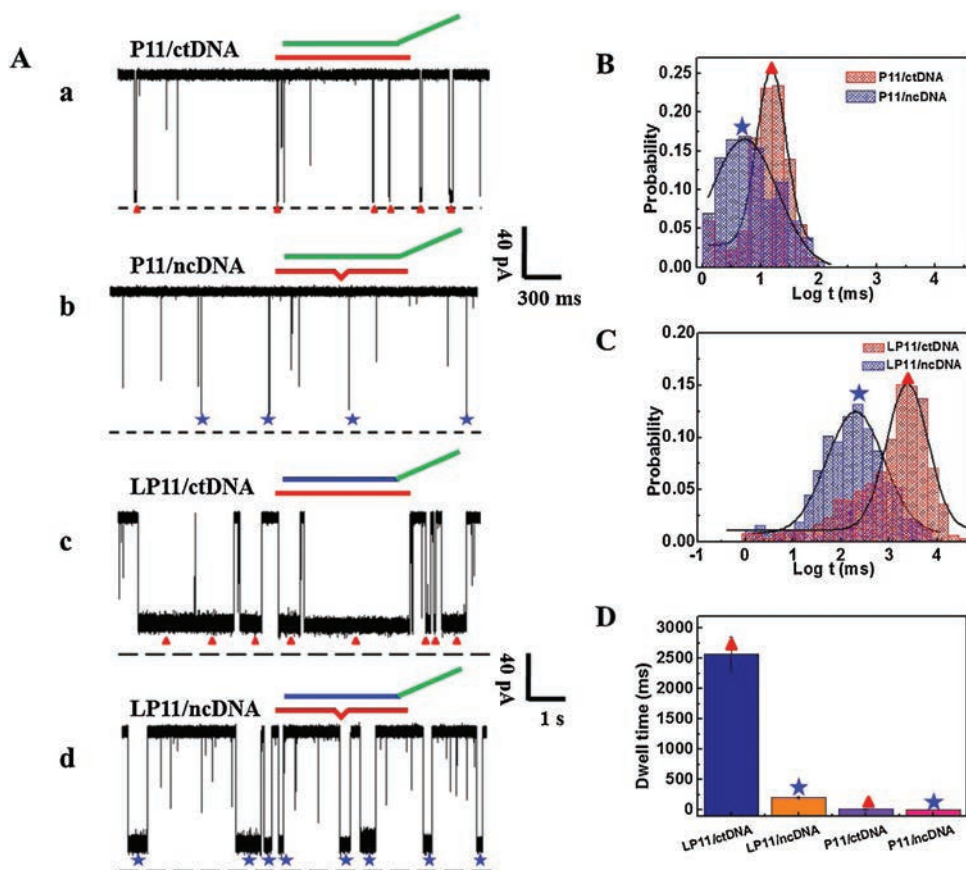 A
P11/ctDNA
a
P11/ncDNA
b
40 pA
300 ms
LP11/ctDNA
c
LP11/ncDNA
d
40 pA
1 s
B
P11/ctDNA
P11/ncDNA
Probability
0.25
0.20
0.15
0.10
0.05
0.00
0 1 2 3 4
Log t (ms)
C
LP11/ctDNA
LP11/ncDNA
Probability
0.20
0.15
0.10
0.05
0.00
-1 0 1 2 3 4
Log t (ms)
D
Dwell time (ms)
3000
2500
2000
1500
1000
500
0
LP11/ctDNA
LP11/ncDNA
P11/ctDNA
P11/ncDNA